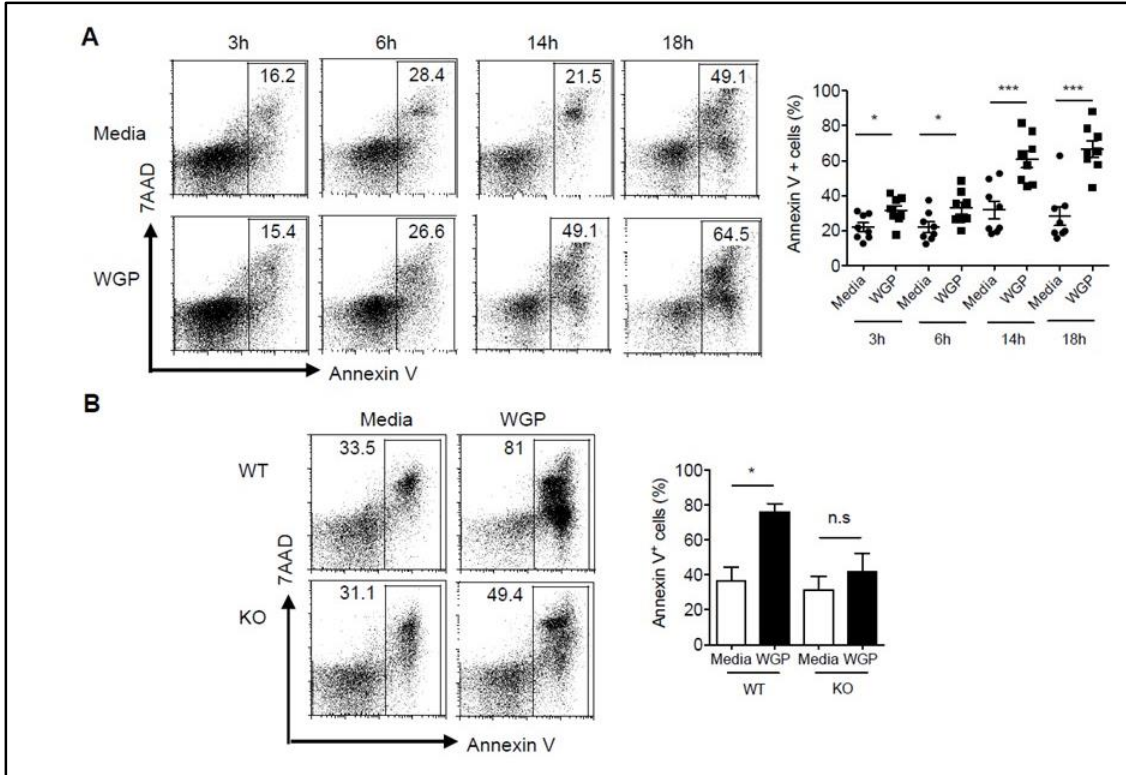 A
3h 6h 14h 18h
Media
16.2 28.4 21.5 49.1
WGP
15.4 26.6 49.1 64.5
7AAD
Annexin V
Annexin V + cells (%)
100
80
60
40
20
0
* * *** ***
Media WGP Media WGP Media WGP Media WGP
3h 6h 14h 18h
B
Media WGP
WT
33.5 81
KO
31.1 49.4
7AAD
Annexin V
Annexin V+ cells (%)
100
80
60
40
20
0
* n.s
Media WGP Media WGP
WT KO